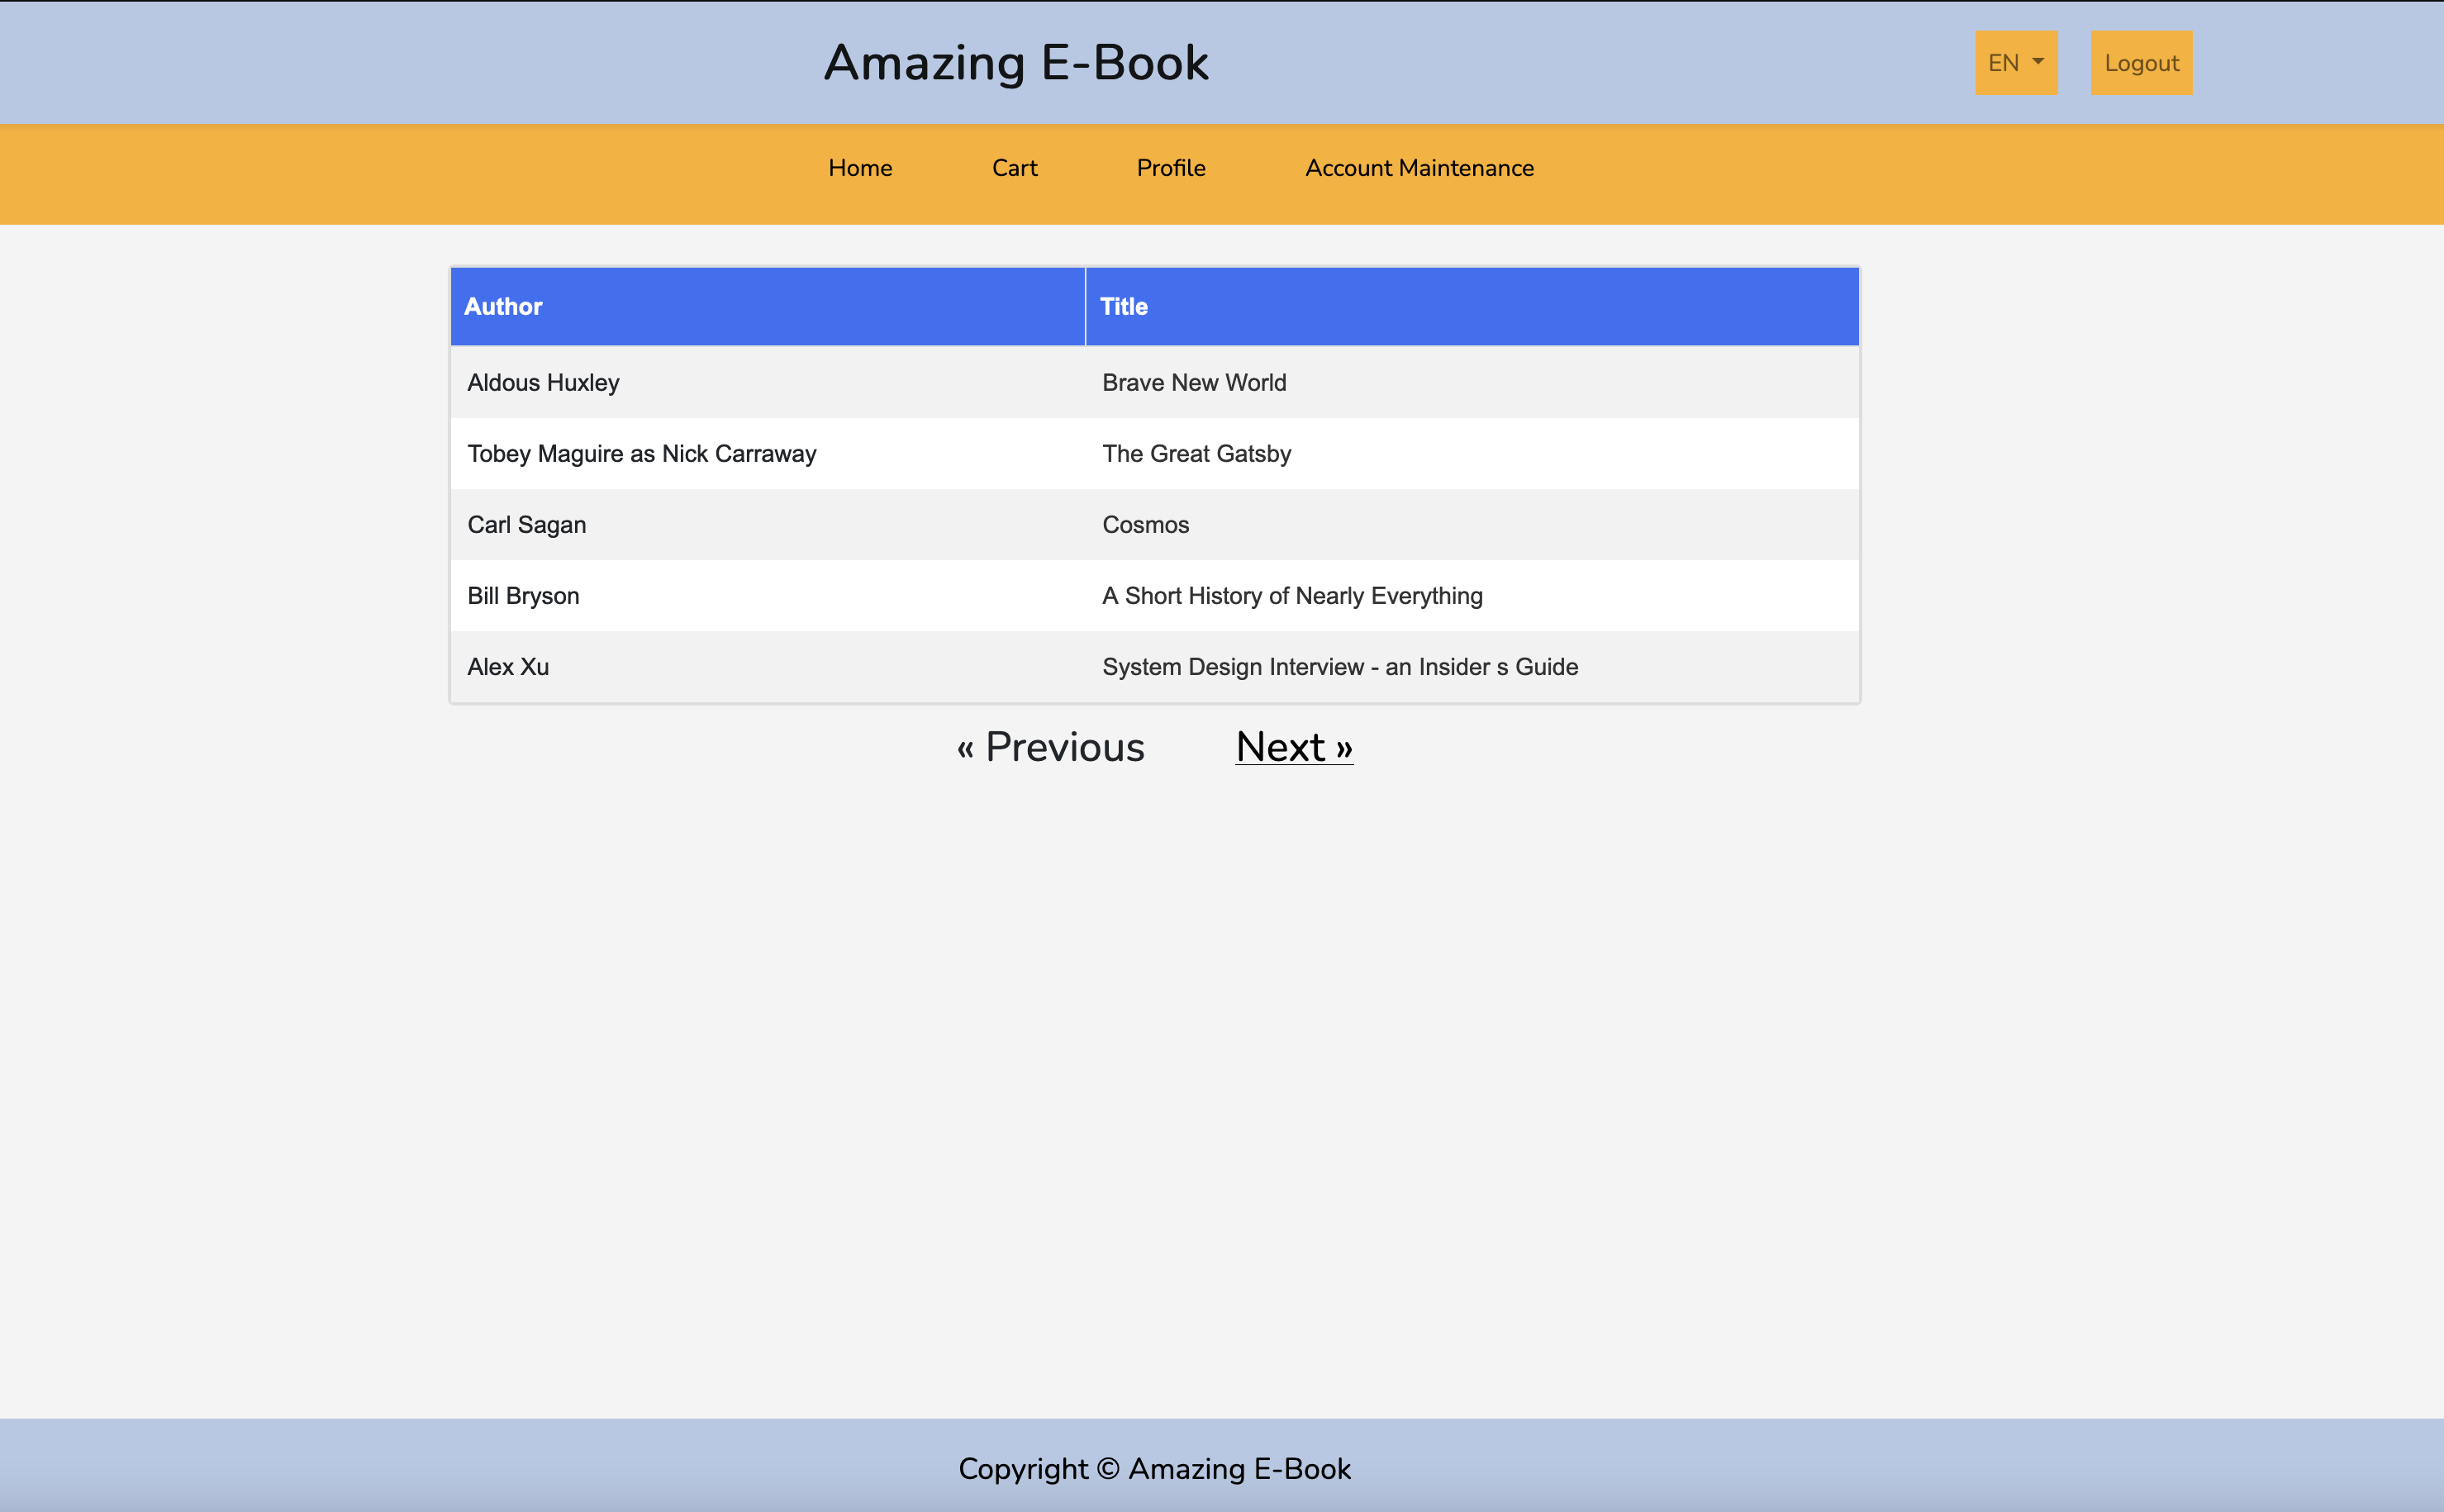 Amazing E-Book
EN
Logout
Home Cart Profile Account Maintenance
Author Title
Aldous Huxley Brave New World
Tobey Maguire as Nick Carraway The Great Gatsby
Carl Sagan Cosmos
Bill Bryson A Short History of Nearly Everything
Alex Xu System Design Interview - an Insider s Guide
« Previous Next »
Copyright © Amazing E-Book